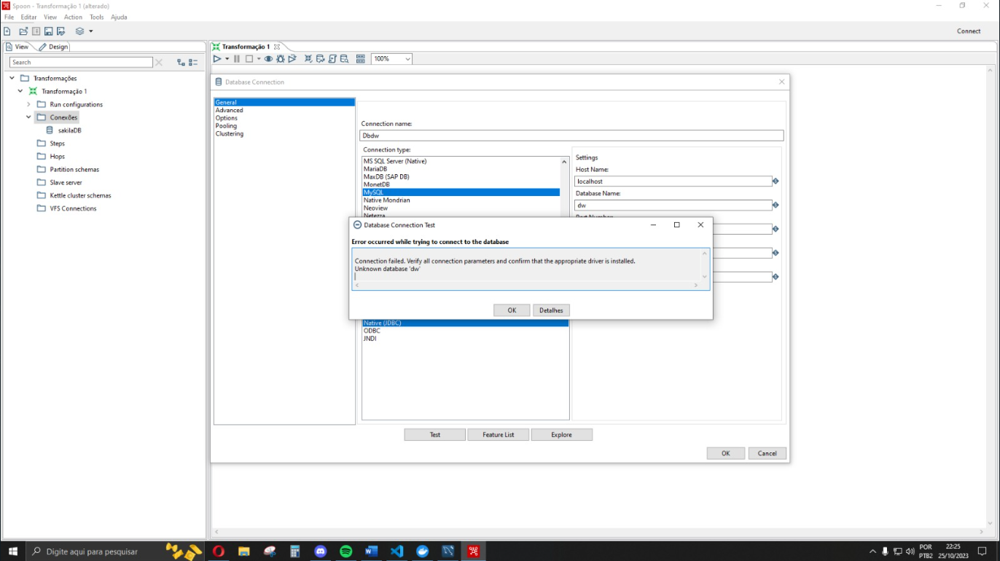 Spoon - Transformação 1 (alterado)
File Editar View Action Tools Ajuda
Connect
View Design
Search
Transformações
Transformação 1
Run configurations
Conexões
sakilaDB
Steps
Hops
Partition schemas
Slave server
Kettle cluster schemas
VFS Connections
Transformação 1
100%
Database Connection
General
Advanced
Options
Pooling
Clustering
Connection name:
Dbdw
Connection type:
MS SQL Server (Native)
MariaDB
MaxDB (SAP DB)
MonetDB
MySQL
Native Mondrian
Neoview
Netezza
Settings
Host Name:
localhost
Database Name:
dw
Port Number:
Database Connection Test
Error occurred while trying to connect to the database
Connection failed. Verify all connection parameters and confirm that the appropriate driver is installed.
Unknown database 'dw'
OK Detalhes
Native (JDBC)
ODBC
JNDI
Test Feature List Explore
OK Cancel
Digite aqui para pesquisar
POR
PTB2
22:25
25/10/2023